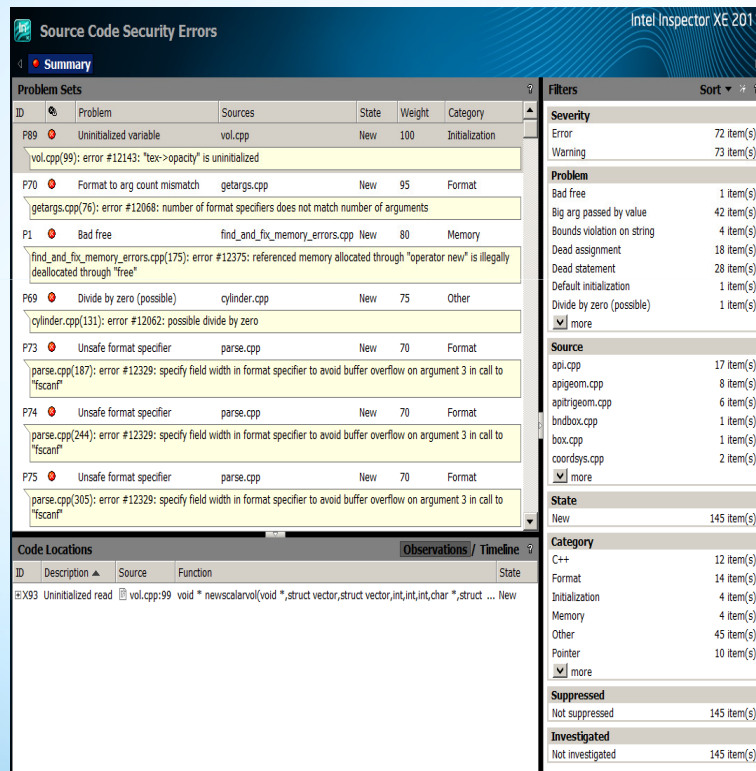 Source Code Security Errors
Intel Inspector XE 201
Summary
Problem Sets ?
ID Problem Sources State Weight Category
P89 Uninitialized variable vol.cpp New 100 Initialization
vol.cpp(99): error #12143: "tex->opacity" is uninitialized
P70 Format to arg count mismatch getargs.cpp New 95 Format
getargs.cpp(76): error #12068: number of format specifiers does not match number of arguments
P1 Bad free find_and_fix_memory_errors.cpp New 80 Memory
find_and_fix_memory_errors.cpp(175): error #12375: referenced memory allocated through "operator new" is illegally
deallocated through "free"
P69 Divide by zero (possible) cylinder.cpp New 75 Other
cylinder.cpp(131): error #12062: possible divide by zero
P73 Unsafe format specifier parse.cpp New 70 Format
parse.cpp(187): error #12329: specify field width in format specifier to avoid buffer overflow on argument 3 in call to
"fscanf"
P74 Unsafe format specifier parse.cpp New 70 Format
parse.cpp(244): error #12329: specify field width in format specifier to avoid buffer overflow on argument 3 in call to
"fscanf"
P75 Unsafe format specifier parse.cpp New 70 Format
parse.cpp(305): error #12329: specify field width in format specifier to avoid buffer overflow on argument 3 in call to
"fscanf"
Code Locations Observations / Timeline ?
ID Description Source Function State
X93 Uninitialized read vol.cpp:99 void * newscalarvol(void *,struct vector,struct vector,int,int,int,char *,struct ... New
Filters Sort
Severity
Error 72 item(s)
Warning 73 item(s)
Problem
Bad free 1 item(s)
Big arg passed by value 42 item(s)
Bounds violation on string 4 item(s)
Dead assignment 18 item(s)
Dead statement 28 item(s)
Default initialization 1 item(s)
Divide by zero (possible) 1 item(s)
more
Source
api.cpp 17 item(s)
apigeom.cpp 8 item(s)
apitrigeom.cpp 6 item(s)
bndbox.cpp 1 item(s)
box.cpp 1 item(s)
coordsys.cpp 2 item(s)
more
State
New 145 item(s)
Category
C++ 12 item(s)
Format 14 item(s)
Initialization 4 item(s)
Memory 4 item(s)
Other 45 item(s)
Pointer 10 item(s)
more
Suppressed
Not suppressed 145 item(s)
Investigated
Not investigated 145 item(s)